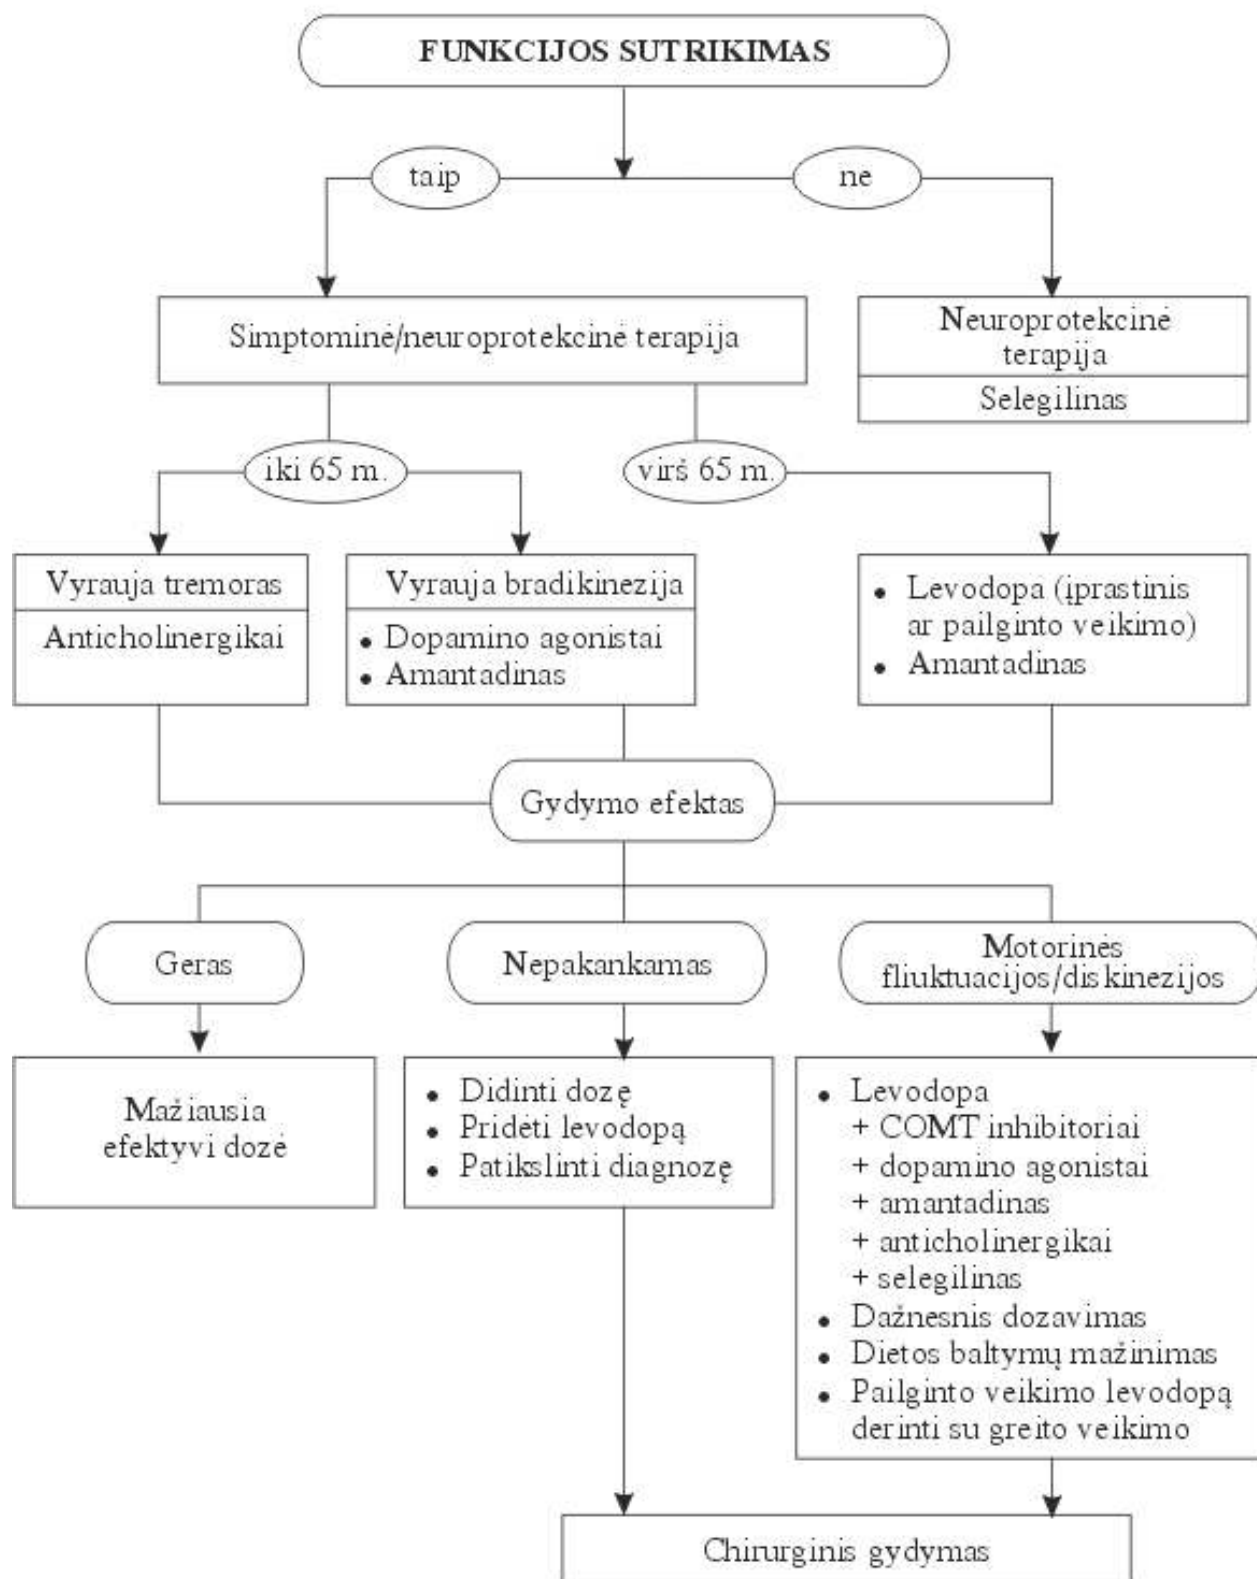 FUNKCIJOS SUTRIKIMAS
taip
ne
Simptominė/neuroprotekcinė terapija
Neuroprotekcinė
terapija
Selegilinas
iki 65 m.
virš 65 m.
Vyrauja tremoras
Anticholinergikai
Vyrauja bradikinezija
• Dopamino agonistai
• Amantadinas
• Levodopa (įprastinis
ar pailginto veikimo)
• Amantadinas
Gydymo efektas
Geras
Nepakankamas
Motorinės
fliuktuacijos/diskinezijos
Mažiausia
efektyvi dozė
• Didinti dozę
• Pridėti levodopą
• Patikslinti diagnozę
• Levodopa
+ COMT inhibitoriai
+ dopamino agonistai
+ amantadinas
+ anticholinergikai
+ selegilinas
• Dažnesnis dozavimas
• Dietos baltymų mažinimas
• Pailginto veikimo levodopą
derinti su greito veikimo
Chirurginis gydymas